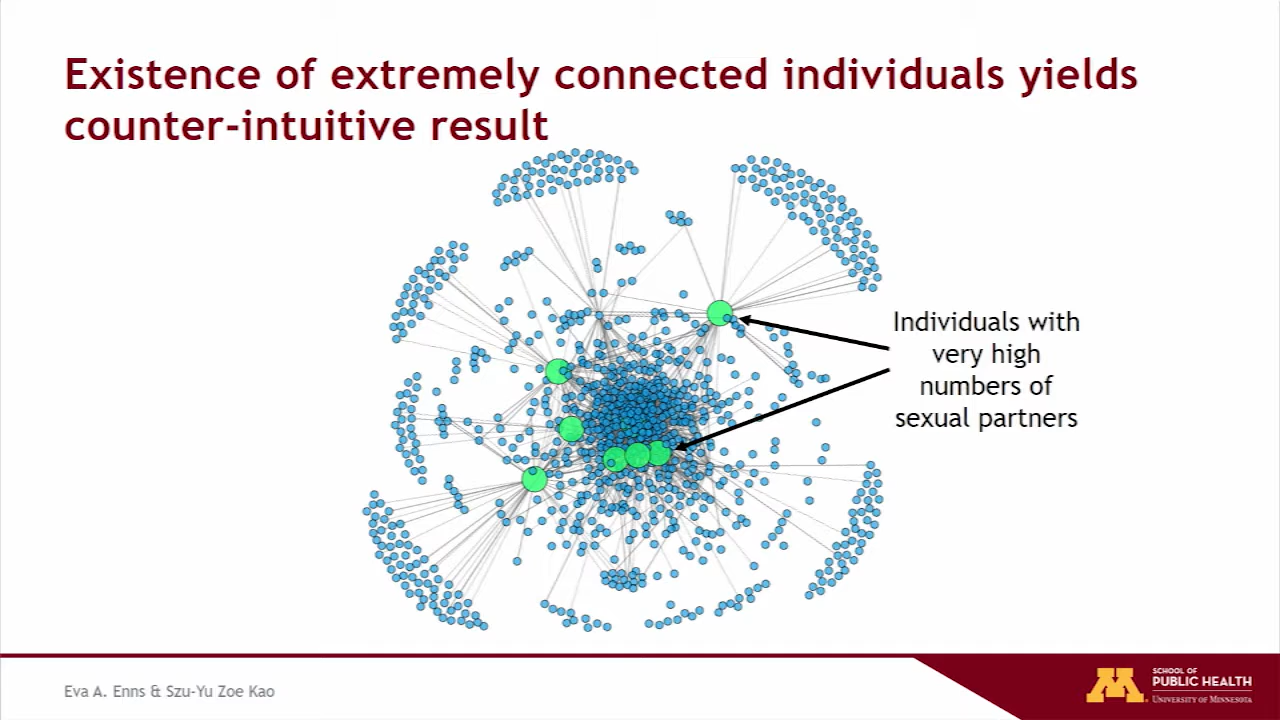 Existence of extremely connected individuals yields
counter-intuitive result
Individuals with
very high
numbers of
sexual partners
Eva A. Enns & Szu-Yu Zoe Kao
M
SCHOOL OF
PUBLIC HEALTH
UNIVERSITY OF MINNESOTA